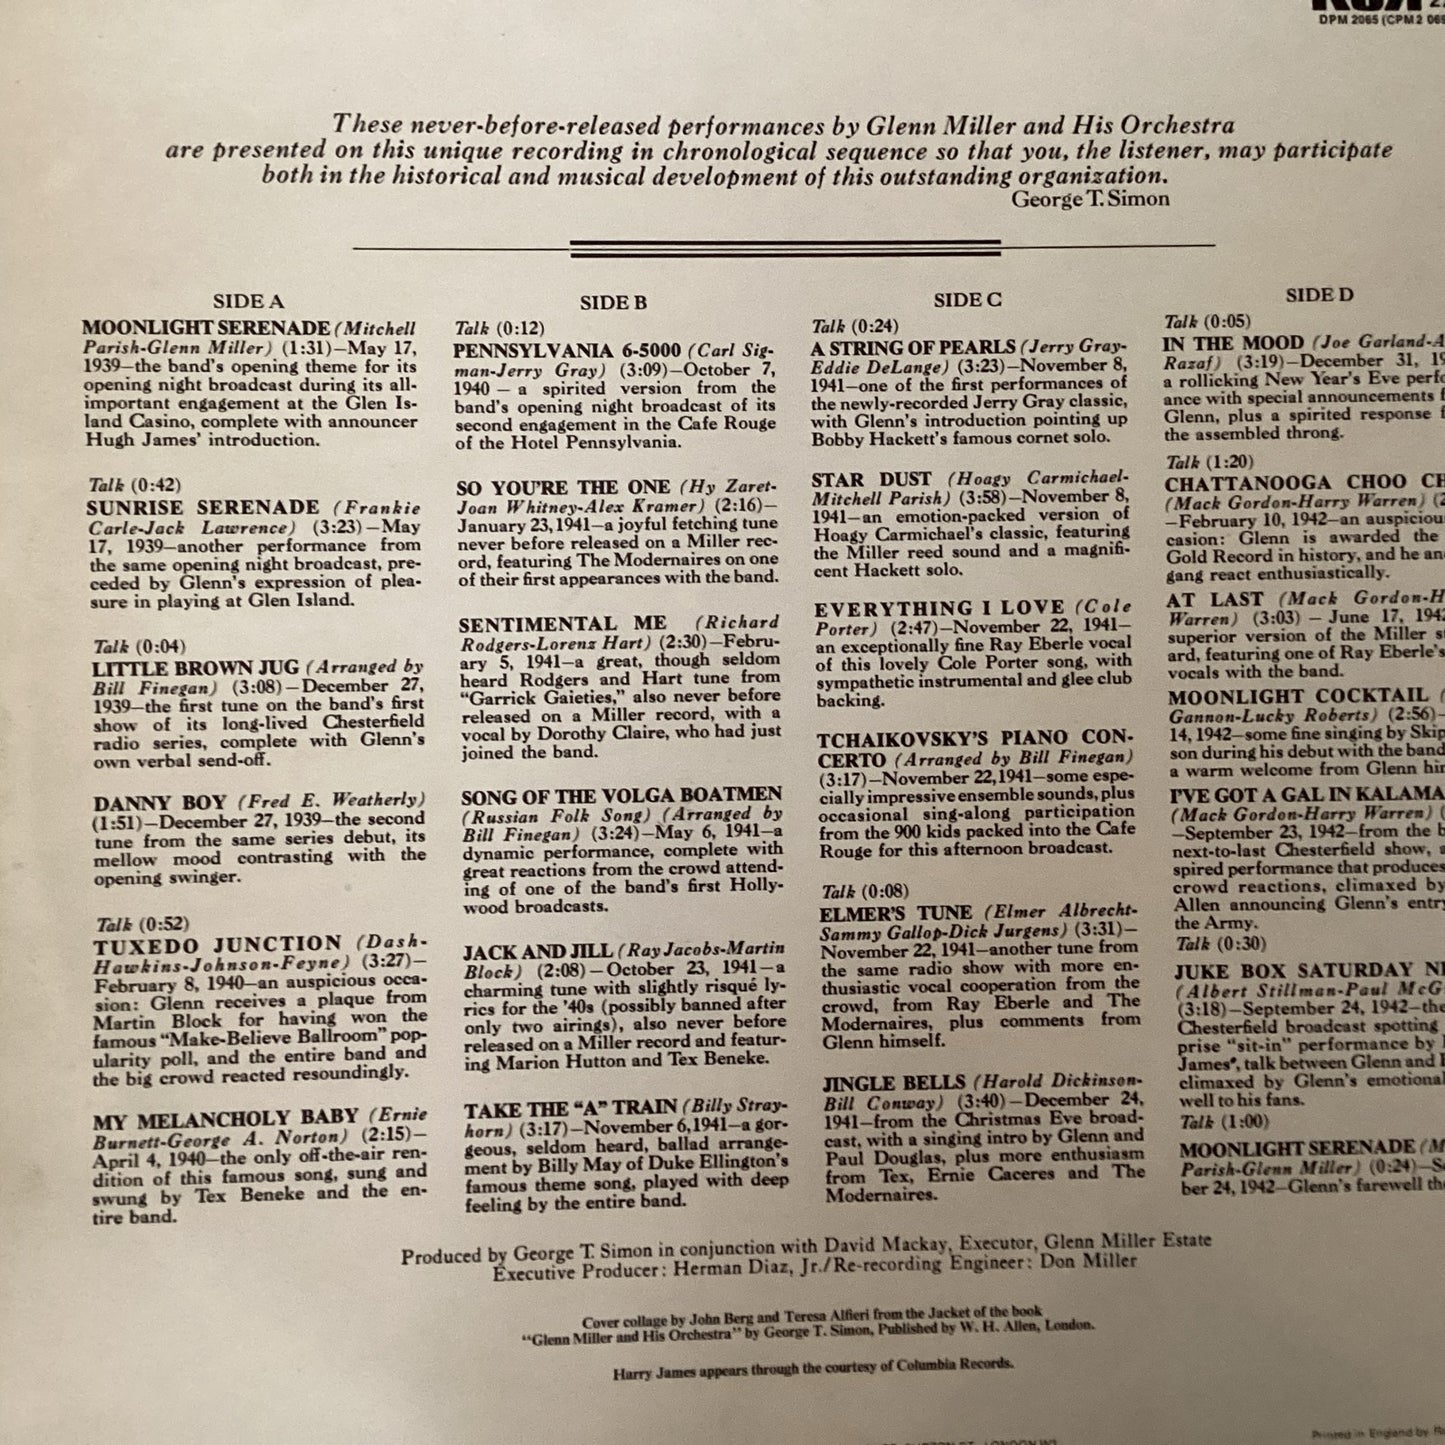 RCA
DPM 2065 (CPM2 065
These never-before-released performances by Glenn Miller and His Orchestra
are presented on this unique recording in chronological sequence so that you, the listener, may participate
both in the historical and musical development of this outstanding organization.
George T. Simon
SIDE A
MOONLIGHT SERENADE (Mitchell
Parish-Glenn Miller) (1:31)—May 17,
1939—the band's opening theme for its
opening night broadcast during its all-
important engagement at the Glen Is-
land Casino, complete with announcer
Hugh James' introduction.
Talk (0:42)
SUNRISE SERENADE (Frankie
Carle-Jack Lawrence) (3:23)—May
17, 1939—another performance from
the same opening night broadcast, pre-
ceded by Glenn's expression of plea-
sure in playing at Glen Island.
Talk (0:04)
LITTLE BROWN JUG (Arranged by
Bill Finegan) (3:08)—December 27,
1939—the first tune on the band's first
show of its long-lived Chesterfield
radio series, complete with Glenn's
own verbal send-off.
DANNY BOY (Fred E. Weatherly)
(1:51)—December 27, 1939—the second
tune from the same series debut, its
mellow mood contrasting with the
opening swinger.
Talk (0:52)
TUXEDO JUNCTION (Dash-
Hawkins-Johnson-Feyne) (3:27)—
February 8, 1940—an auspicious occa-
sion: Glenn receives a plaque from
Martin Block for having won the
famous "Make-Believe Ballroom" pop-
ularity poll, and the entire band and
the big crowd reacted resoundingly.
MY MELANCHOLY BABY (Ernie
Burnett-George A. Norton) (2:15)—
April 4, 1940—the only off-the-air ren-
dition of this famous song, sung and
swung by Tex Beneke and the en-
tire band.
SIDE B
Talk (0:12)
PENNSYLVANIA 6-5000 (Carl Sig-
man-Jerry Gray) (3:09)—October 7,
1940 — a spirited version from the
band's opening night broadcast of its
second engagement in the Cafe Rouge
of the Hotel Pennsylvania.
SO YOU'RE THE ONE (Hy Zaret-
Joan Whitney-Alex Kramer) (2:16)—
January 23, 1941—a joyful fetching tune
never before released on a Miller rec-
ord, featuring The Modernaires on one
of their first appearances with the band.
SENTIMENTAL ME (Richard
Rodgers-Lorenz Hart) (2:30)—Febru-
ary 5, 1941—a great, though seldom
heard Rodgers and Hart tune from
"Garrick Gaieties," also never before
released on a Miller record, with a
vocal by Dorothy Claire, who had just
joined the band.
SONG OF THE VOLGA BOATMEN
(Russian Folk Song) (Arranged by
Bill Finegan) (3:24)—May 6, 1941—a
dynamic performance, complete with
great reactions from the crowd attend-
ing of one of the band's first Holly-
wood broadcasts.
JACK AND JILL (Ray Jacobs-Martin
Block) (2:08)—October 23, 1941—a
charming tune with slightly risqué ly-
rics for the '40s (possibly banned after
only two airings), also never before
released on a Miller record and featur-
ing Marion Hutton and Tex Beneke.
TAKE THE "A" TRAIN (Billy Stray-
horn) (3:17)—November 6, 1941—a gor-
geous, seldom heard, ballad arrange-
ment by Billy May of Duke Ellington's
famous theme song, played with deep
feeling by the entire band.
SIDE C
Talk (0:24)
A STRING OF PEARLS (Jerry Gray-
Eddie DeLange) (3:23)—November 8,
1941—one of the first performances of
the newly-recorded Jerry Gray classic,
with Glenn's introduction pointing up
Bobby Hackett's famous cornet solo.
STAR DUST (Hoagy Carmichael-
Mitchell Parish) (3:58)—November 8,
1941—an emotion-packed version of
Hoagy Carmichael's classic, featuring
the Miller reed sound and a magnifi-
cent Hackett solo.
EVERYTHING I LOVE (Cole
Porter) (2:47)—November 22, 1941—
an exceptionally fine Ray Eberle vocal
of this lovely Cole Porter song, with
sympathetic instrumental and glee club
backing.
TCHAIKOVSKY'S PIANO CON-
CERTO (Arranged by Bill Finegan)
(3:17)—November 22, 1941—some espe-
cially impressive ensemble sounds, plus
occasional sing-along participation
from the 900 kids packed into the Cafe
Rouge for this afternoon broadcast.
Talk (0:08)
ELMER'S TUNE (Elmer Albrecht-
Sammy Gallop-Dick Jurgens) (3:31)—
November 22, 1941—another tune from
the same radio show with more en-
thusiastic vocal cooperation from the
crowd, from Ray Eberle and The
Modernaires, plus comments from
Glenn himself.
JINGLE BELLS (Harold Dickinson-
Bill Conway) (3:40)—December 24,
1941—from the Christmas Eve broad-
cast, with a singing intro by Glenn and
Paul Douglas, plus more enthusiasm
from Tex, Ernie Caceres and The
Modernaires.
SIDE D
Talk (0:05)
IN THE MOOD (Joe Garland-A
Razaf) (3:19)—December 31, 19
a rollicking New Year's Eve perfo
ance with special announcements f
Glenn, plus a spirited response f
the assembled throng.
Talk (1:20)
CHATTANOOGA CHOO CH
(Mack Gordon-Harry Warren) (2
—February 10, 1942—an auspiciou
casion: Glenn is awarded the
Gold Record in history, and he an
gang react enthusiastically.
AT LAST (Mack Gordon-H
Warren) (3:03) — June 17, 1942
superior version of the Miller s
ard, featuring one of Ray Eberle's
vocals with the band.
MOONLIGHT COCKTAIL (
Gannon-Lucky Roberts) (2:56)—
14, 1942—some fine singing by Skip
son during his debut with the band
a warm welcome from Glenn hir
I'VE GOT A GAL IN KALAMA
(Mack Gordon-Harry Warren) (
—September 23, 1942—from the b
next-to-last Chesterfield show, a
spired performance that produces
crowd reactions, climaxed by
Allen announcing Glenn's entry
the Army.
Talk (0:30)
JUKE BOX SATURDAY NI
(Albert Stillman-Paul McG
(3:18)—September 24, 1942—the
Chesterfield broadcast spotting
prise "sit-in" performance by
James*, talk between Glenn and
climaxed by Glenn's emotional
well to his fans.
Talk (1:00)
MOONLIGHT SERENADE (M
Parish-Glenn Miller) (0:24)—Se
ber 24, 1942—Glenn's farewell th
Produced by George T. Simon in conjunction with David Mackay, Executor, Glenn Miller Estate
Executive Producer: Herman Diaz, Jr./Re-recording Engineer: Don Miller
Cover collage by John Berg and Teresa Alfieri from the Jacket of the book
"Glenn Miller and His Orchestra" by George T. Simon, Published by W. H. Allen, London.
Harry James appears through the courtesy of Columbia Records.
Printed in England by